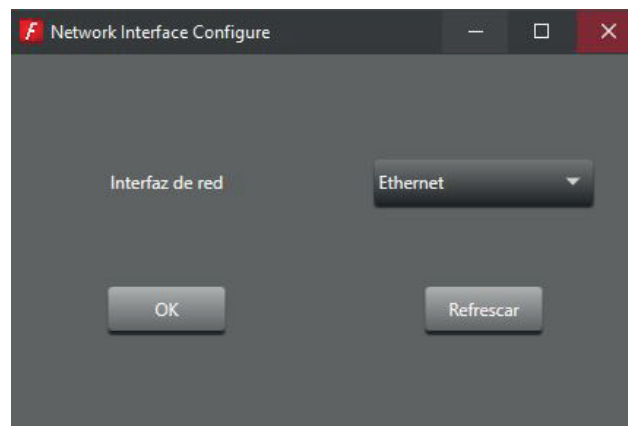 Network Interface Configure
Interfaz de red
Ethernet
OK
Refrescar